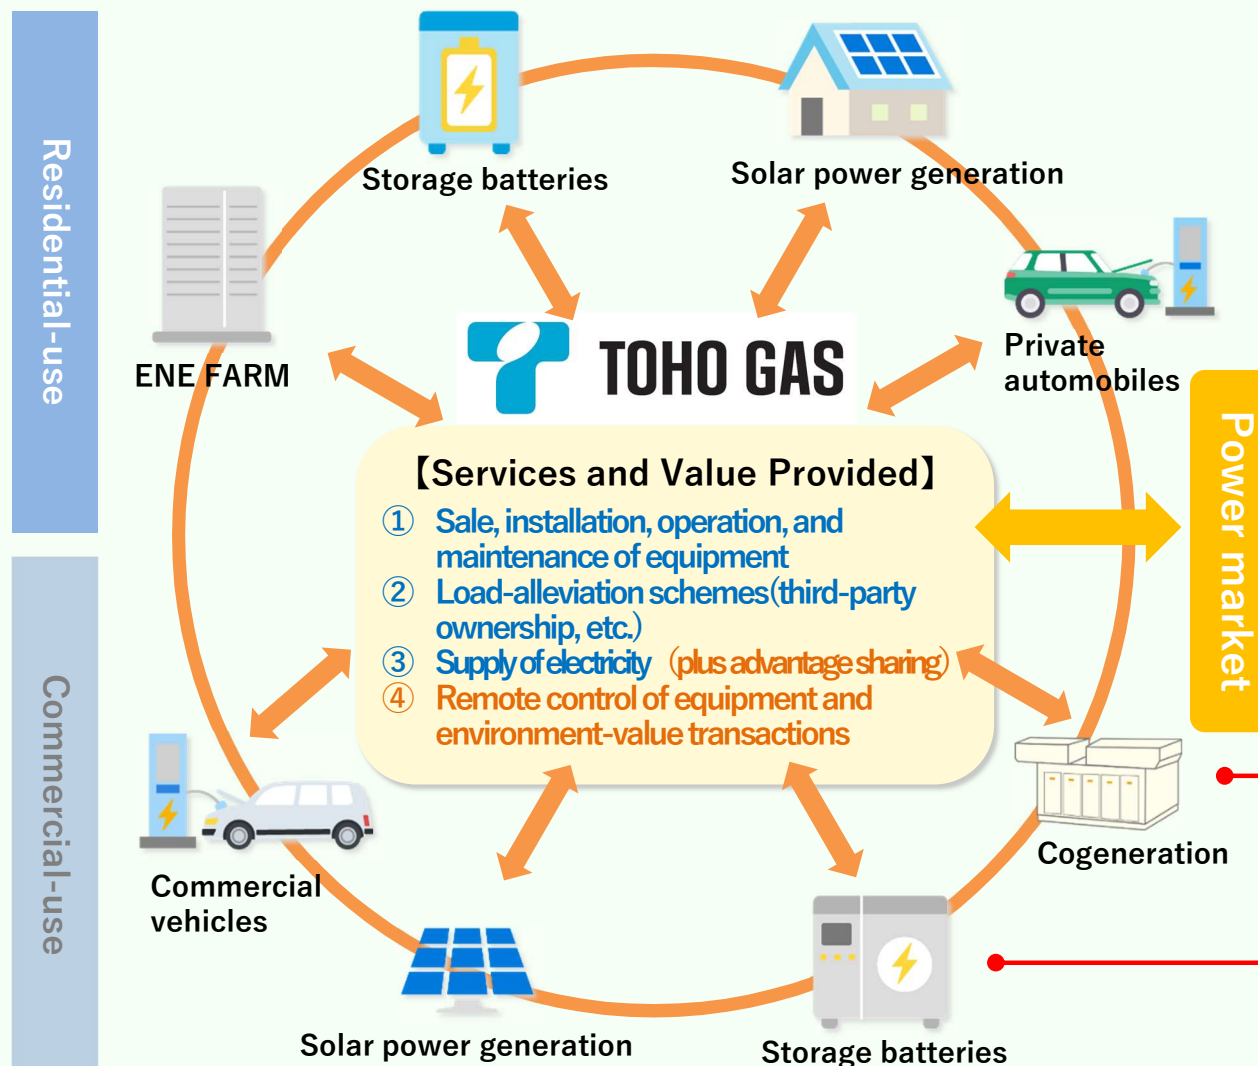 Residential-use
Storage batteries
Solar power generation
ENE FARM
Private
automobiles
TOHO GAS
Power market
【Services and Value Provided】
① Sale, installation, operation, and
maintenance of equipment
② Load-alleviation schemes(third-party
ownership, etc.)
③ Supply of electricity (plus advantage sharing)
④ Remote control of equipment and
environment-value transactions
Commercial-use
Commercial
vehicles
Cogeneration
Solar power generation
Storage batteries